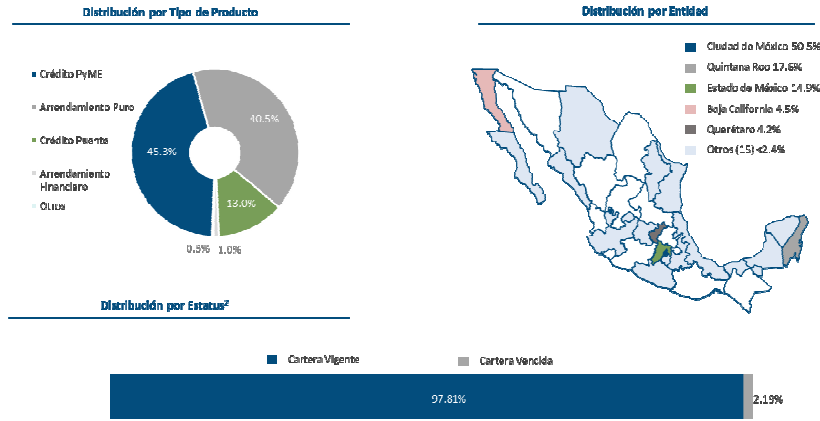 Distribución por Tipo de Producto
Crédito PyME
Arrendamiento Puro
Crédito Puente
Arrendamiento
Financiero
Otros
45.3%
40.5%
13.0%
0.5%
1.0%
Distribución por Entidad
Ciudad de México 50.5%
Quintana Roo 17.6%
Estado de México 14.9%
Baja California 4.5%
Querétaro 4.2%
Otros (15) <2.4%
Distribución por Estatus²
Cartera Vigente
Cartera Vencida
97.81%
2.19%